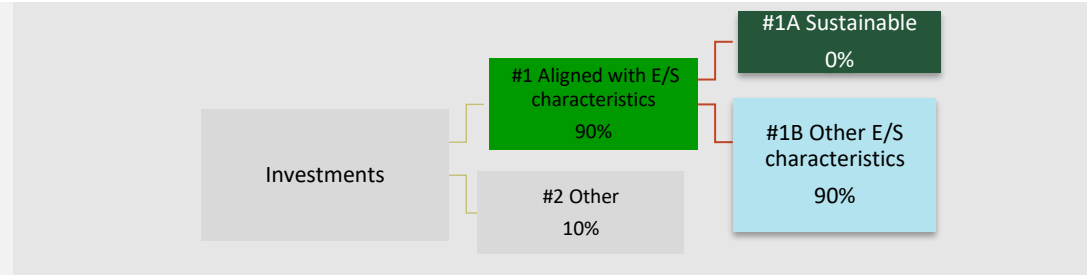 Investments
#1 Aligned with E/S
characteristics
90%
#2 Other
10%
#1A Sustainable
0%
#1B Other E/S
characteristics
90%